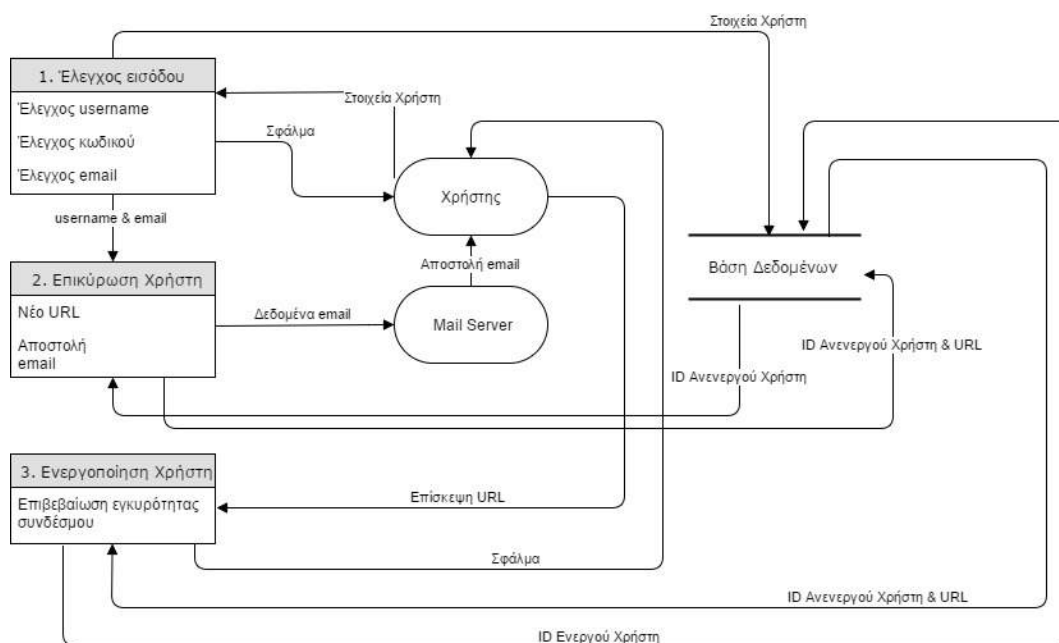 Στοιχεία Χρήστη
1. Έλεγχος εισόδου
Έλεγχος username
Έλεγχος κωδικού
Έλεγχος email
Στοιχεία Χρήστη
Σφάλμα
Χρήστης
username & email
Αποστολή email
Βάση Δεδομένων
2. Επικύρωση Χρήστη
Νέο URL
Αποστολή
email
Δεδομένα email
Mail Server
ID Ανενεργού Χρήστη & URL
ID Ανενεργού Χρήστη
3. Ενεργοποίηση Χρήστη
Επιβεβαίωση εγκυρότητας
συνδέσμου
Επίσκεψη URL
Σφάλμα
ID Ανενεργού Χρήστη & URL
ID Ενεργού Χρήστη